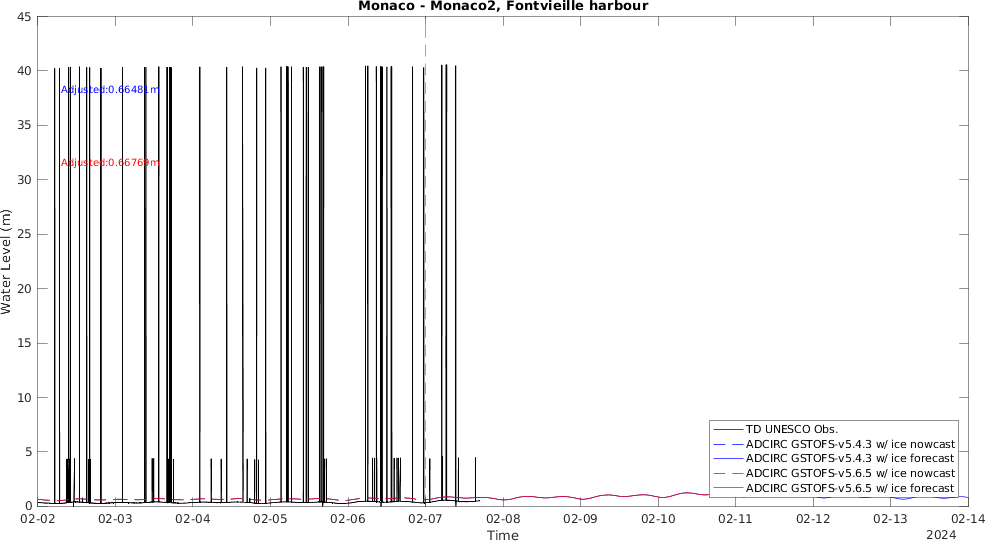 Monaco - Monaco2, Fontvieille harbour
45
40
35
30
25
20
15
10
5
0
Water Level (m)
Adjusted:0.66481m
Adjusted:0.66769m
TD UNESCO Obs.
ADCIRC GSTOFS-v5.4.3 w/ ice nowcast
ADCIRC GSTOFS-v5.4.3 w/ ice forecast
ADCIRC GSTOFS-v5.6.5 w/ ice nowcast
ADCIRC GSTOFS-v5.6.5 w/ ice forecast
02-02 02-03 02-04 02-05 02-06 02-07 02-08 02-09 02-10 02-11 02-12 02-13 02-14
Time
2024